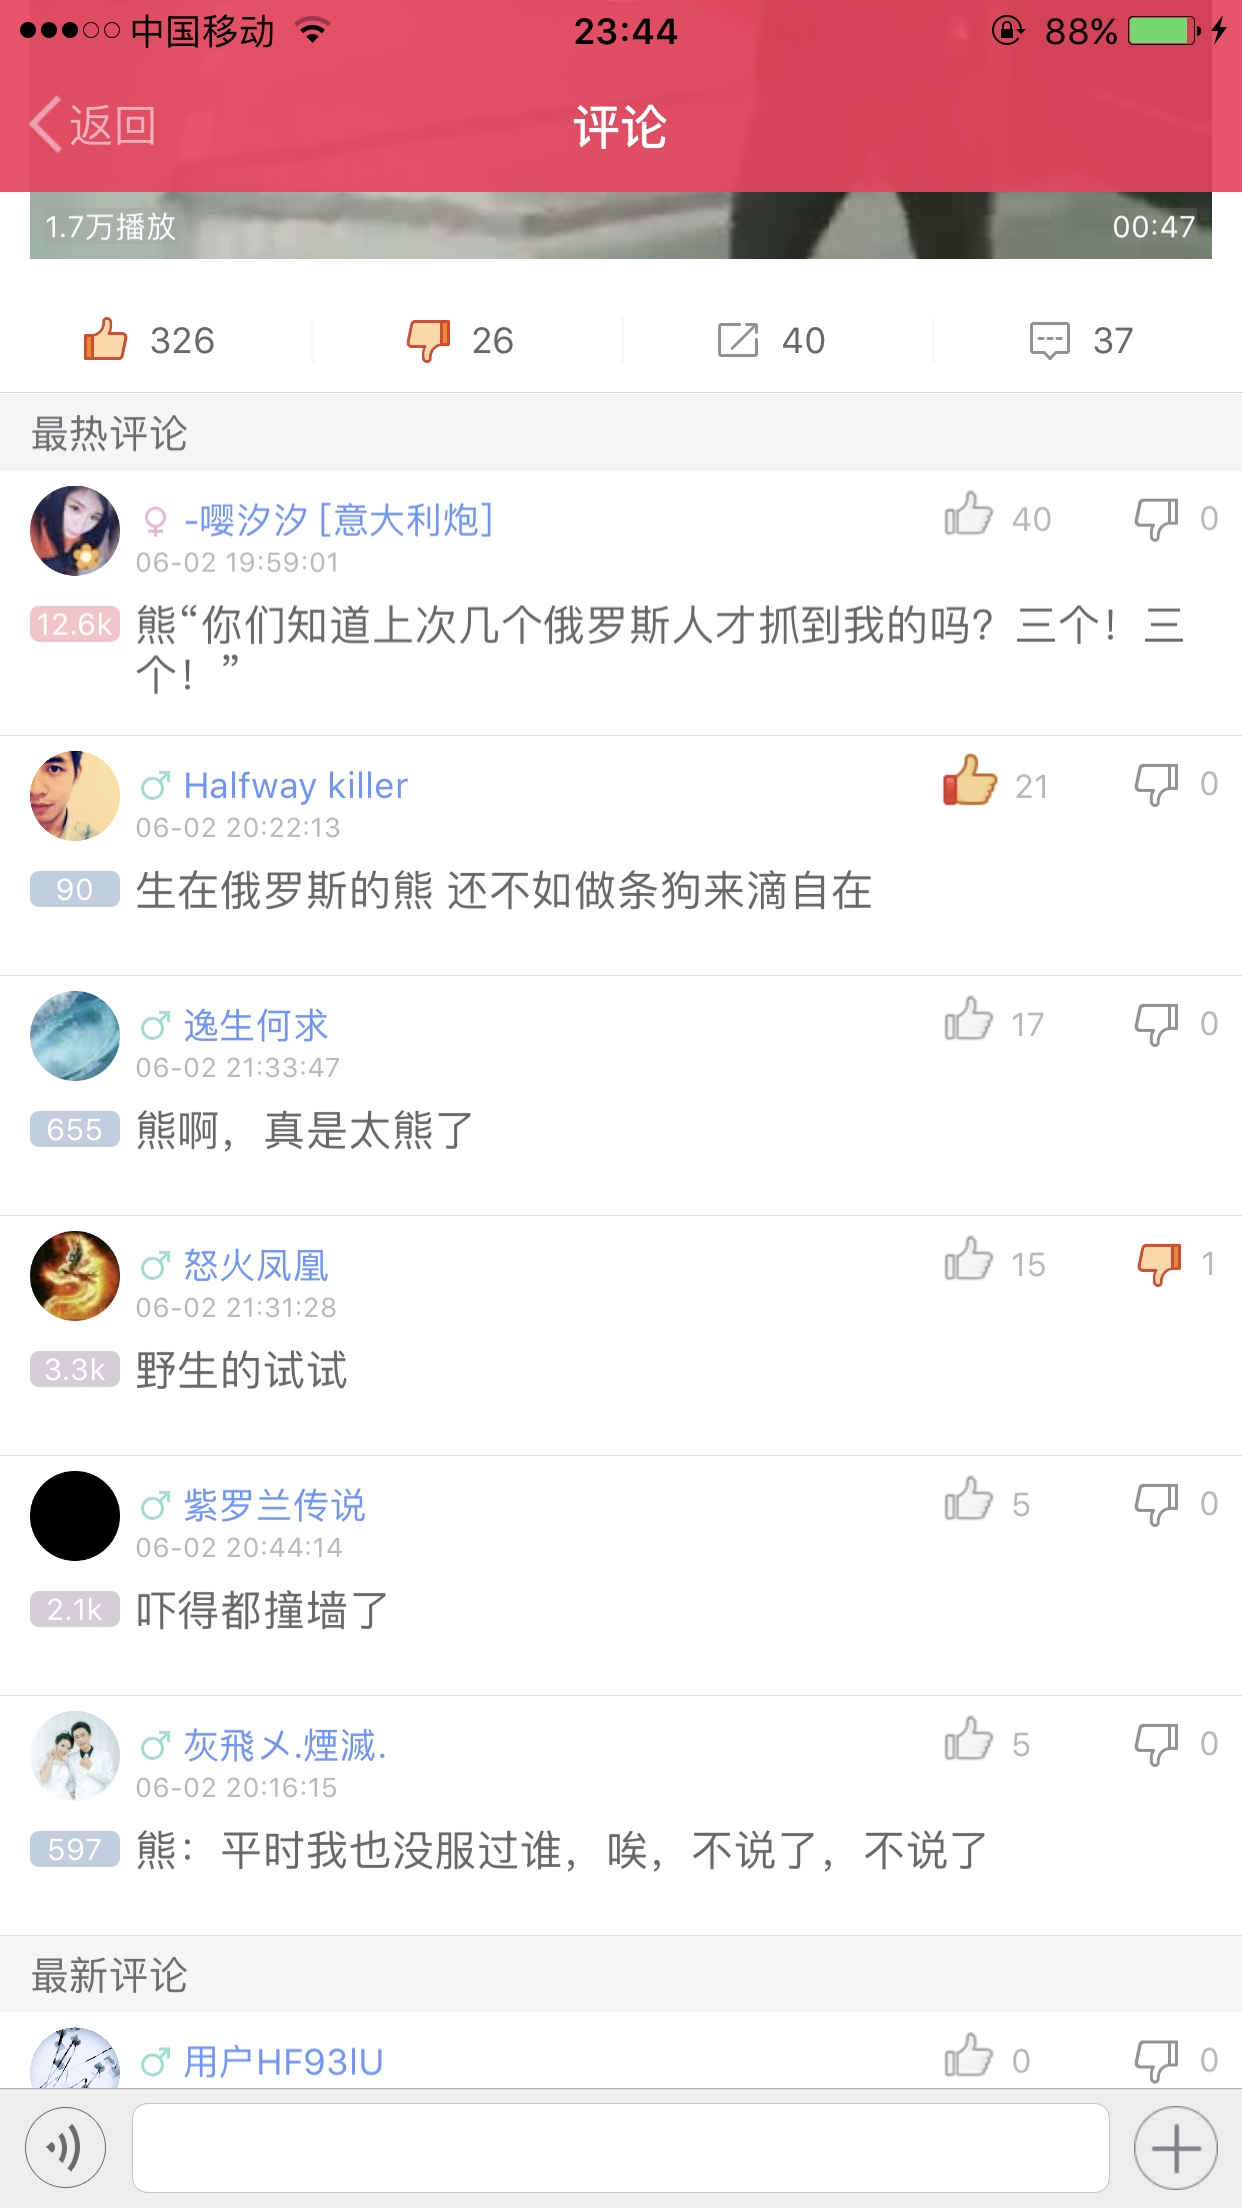 中国移动 23:44 88%
返回 评论
1.7万播放 00:47
326 26 40 37
最热评论
-嘤汐汐 [意大利炮] 40 0
06-02 19:59:01
12.6k 熊“你们知道上次几个俄罗斯人才抓到我的吗？三个！三
个！”
Halfway killer 21 0
06-02 20:22:13
90 生在俄罗斯的熊 还不如做条狗来滴自在
逸生何求 17 0
06-02 21:33:47
655 熊啊，真是太熊了
怒火凤凰 15 1
06-02 21:31:28
3.3k 野生的试试
紫罗兰传说 5 0
06-02 20:44:14
2.1k 吓得都撞墙了
灰飛メ.煙滅. 5 0
06-02 20:16:15
597 熊：平时我也没服过谁，唉，不说了，不说了
最新评论
用户HF93lU 0 0